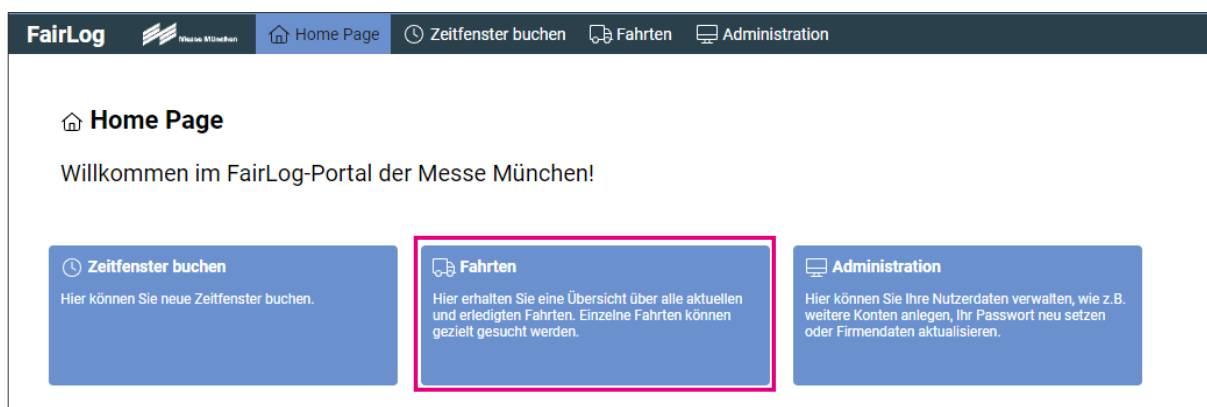 FairLog Messe München Home Page Zeitfenster buchen Fahrten Administration
Home Page
Willkommen im FairLog-Portal der Messe München!
Zeitfenster buchen
Hier können Sie neue Zeitfenster buchen.
Fahrten
Hier erhalten Sie eine Übersicht über alle aktuellen
und erledigten Fahrten. Einzelne Fahrten können
gezielt gesucht werden.
Administration
Hier können Sie Ihre Nutzerdaten verwalten, wie z.B.
weitere Konten anlegen, Ihr Passwort neu setzen
oder Firmendaten aktualisieren.